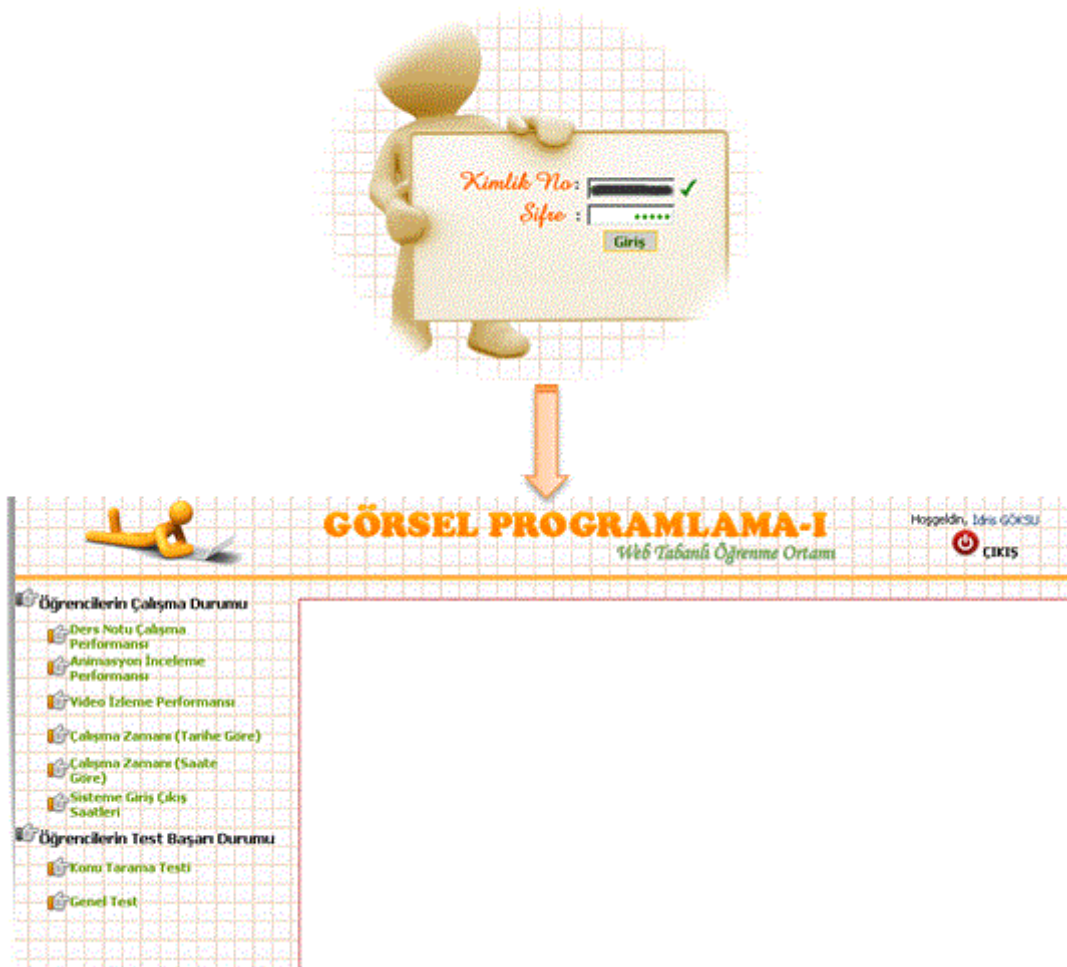 Kimlik No :
Sifre :
Giriş
GÖRSEL PROGRAMLAMA-I
Web Tabanlı Öğrenme Ortamı
Hoşgeldin, İdris GÖKSU
ÇIKIŞ
Öğrencilerin Çalışma Durumu
Ders Notu Çalışma
Performansı
Animasyon İnceleme
Performansı
Video İzleme Performansı
Çalışma Zamanı (Tarihe Göre)
Çalışma Zamanı (Saate
Göre)
Sisteme Giriş Çıkış
Saatleri
Öğrencilerin Test Başarı Durumu
Konu Tarama Testi
Genel Test